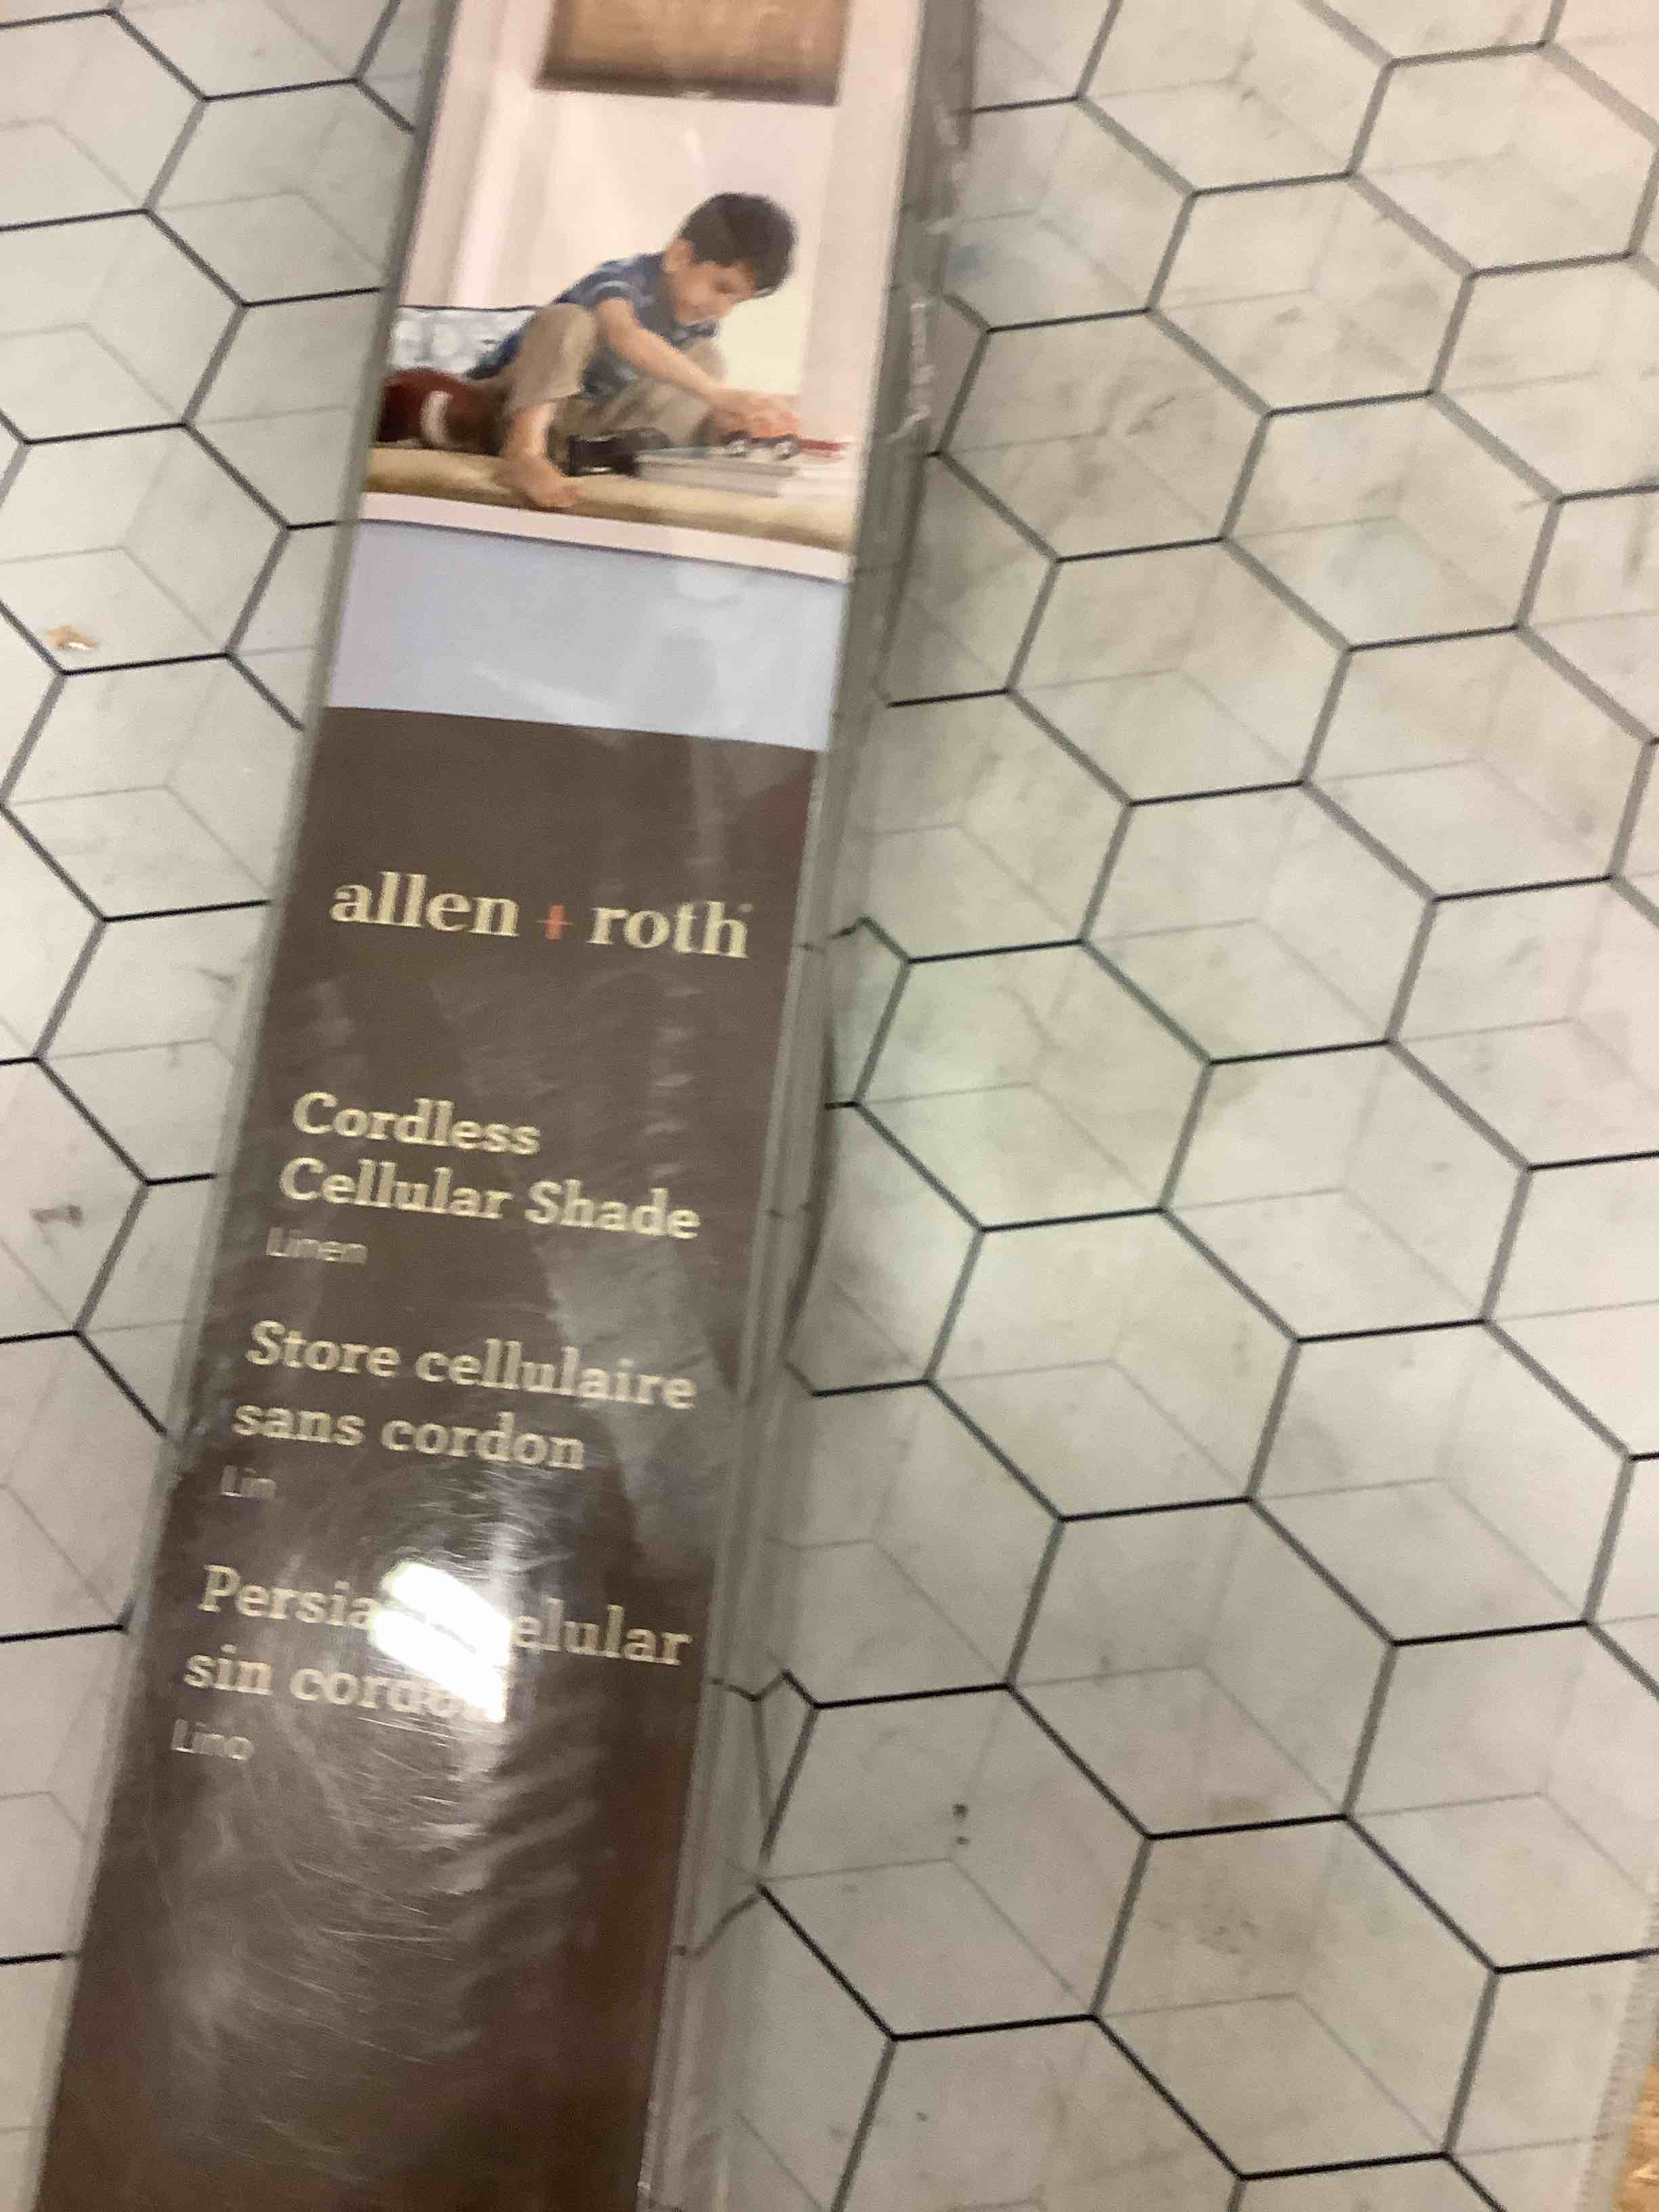 allen + roth
Cordless
Cellular Shade
Linen
Store cellulaire
sans cordon
Lin
elular
sin
Lino